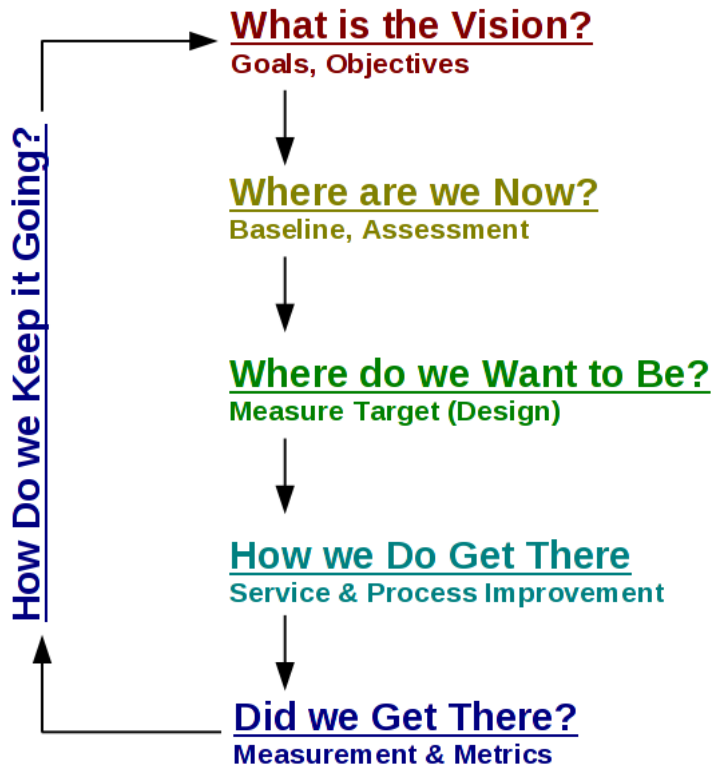 What is the Vision?
Goals, Objectives
Where are we Now?
Baseline, Assessment
Where do we Want to Be?
Measure Target (Design)
How we Do Get There
Service & Process Improvement
Did we Get There?
Measurement & Metrics
How Do we Keep it Going?